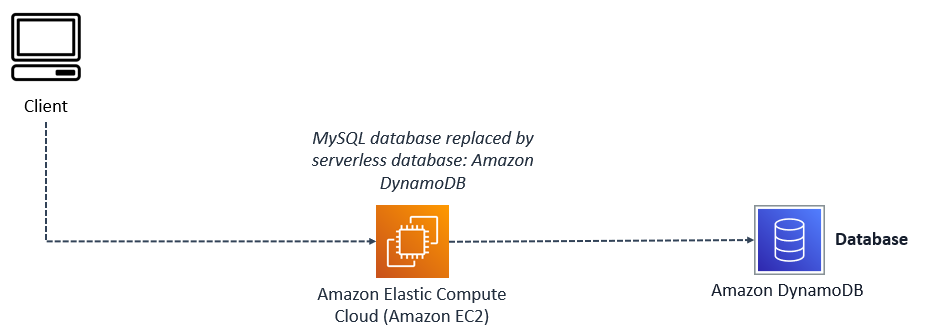 Client
MySQL database replaced by
serverless database: Amazon
DynamoDB
Amazon Elastic Compute
Cloud (Amazon EC2)
Database
Amazon DynamoDB